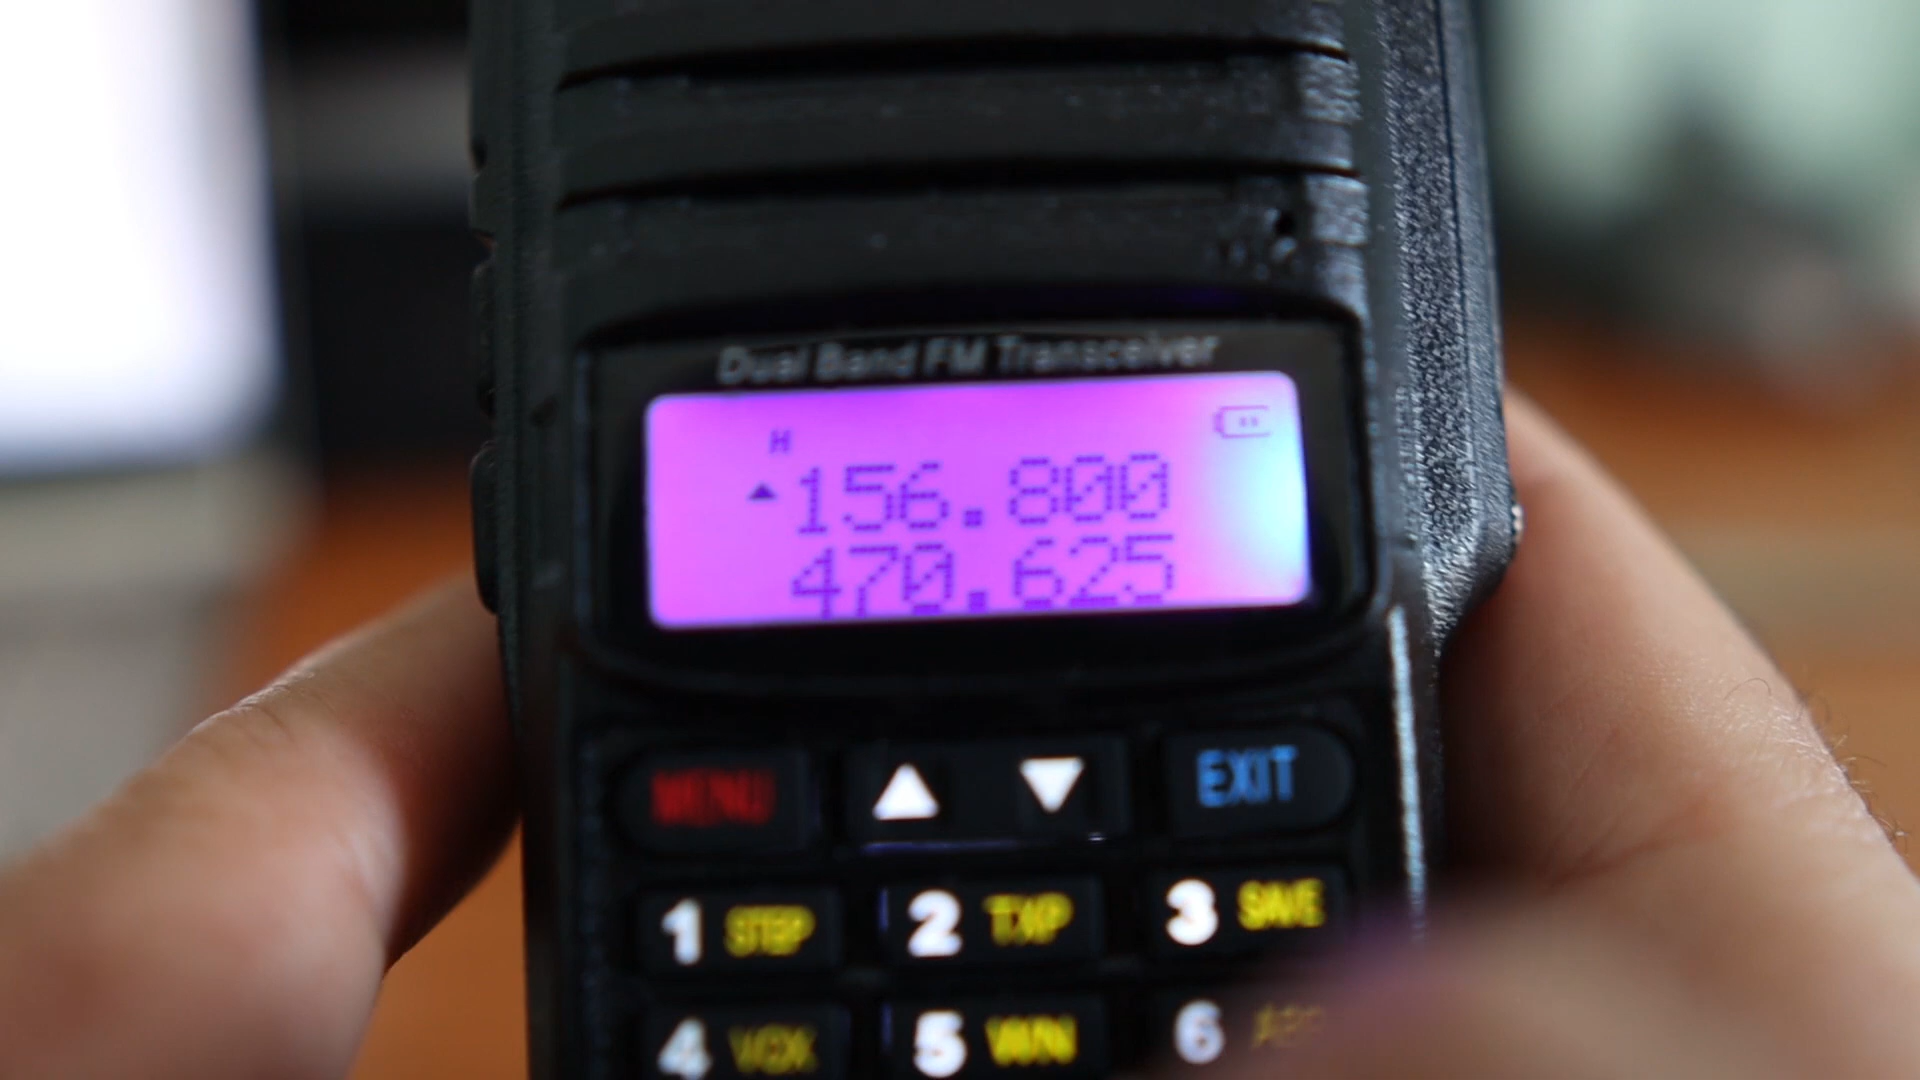 Dual Band FM Transceiver
H
156.800
470.625
MENU EXIT
1 STEP 2 TXP 3 SAVE
4 VOX 5 W/N 6